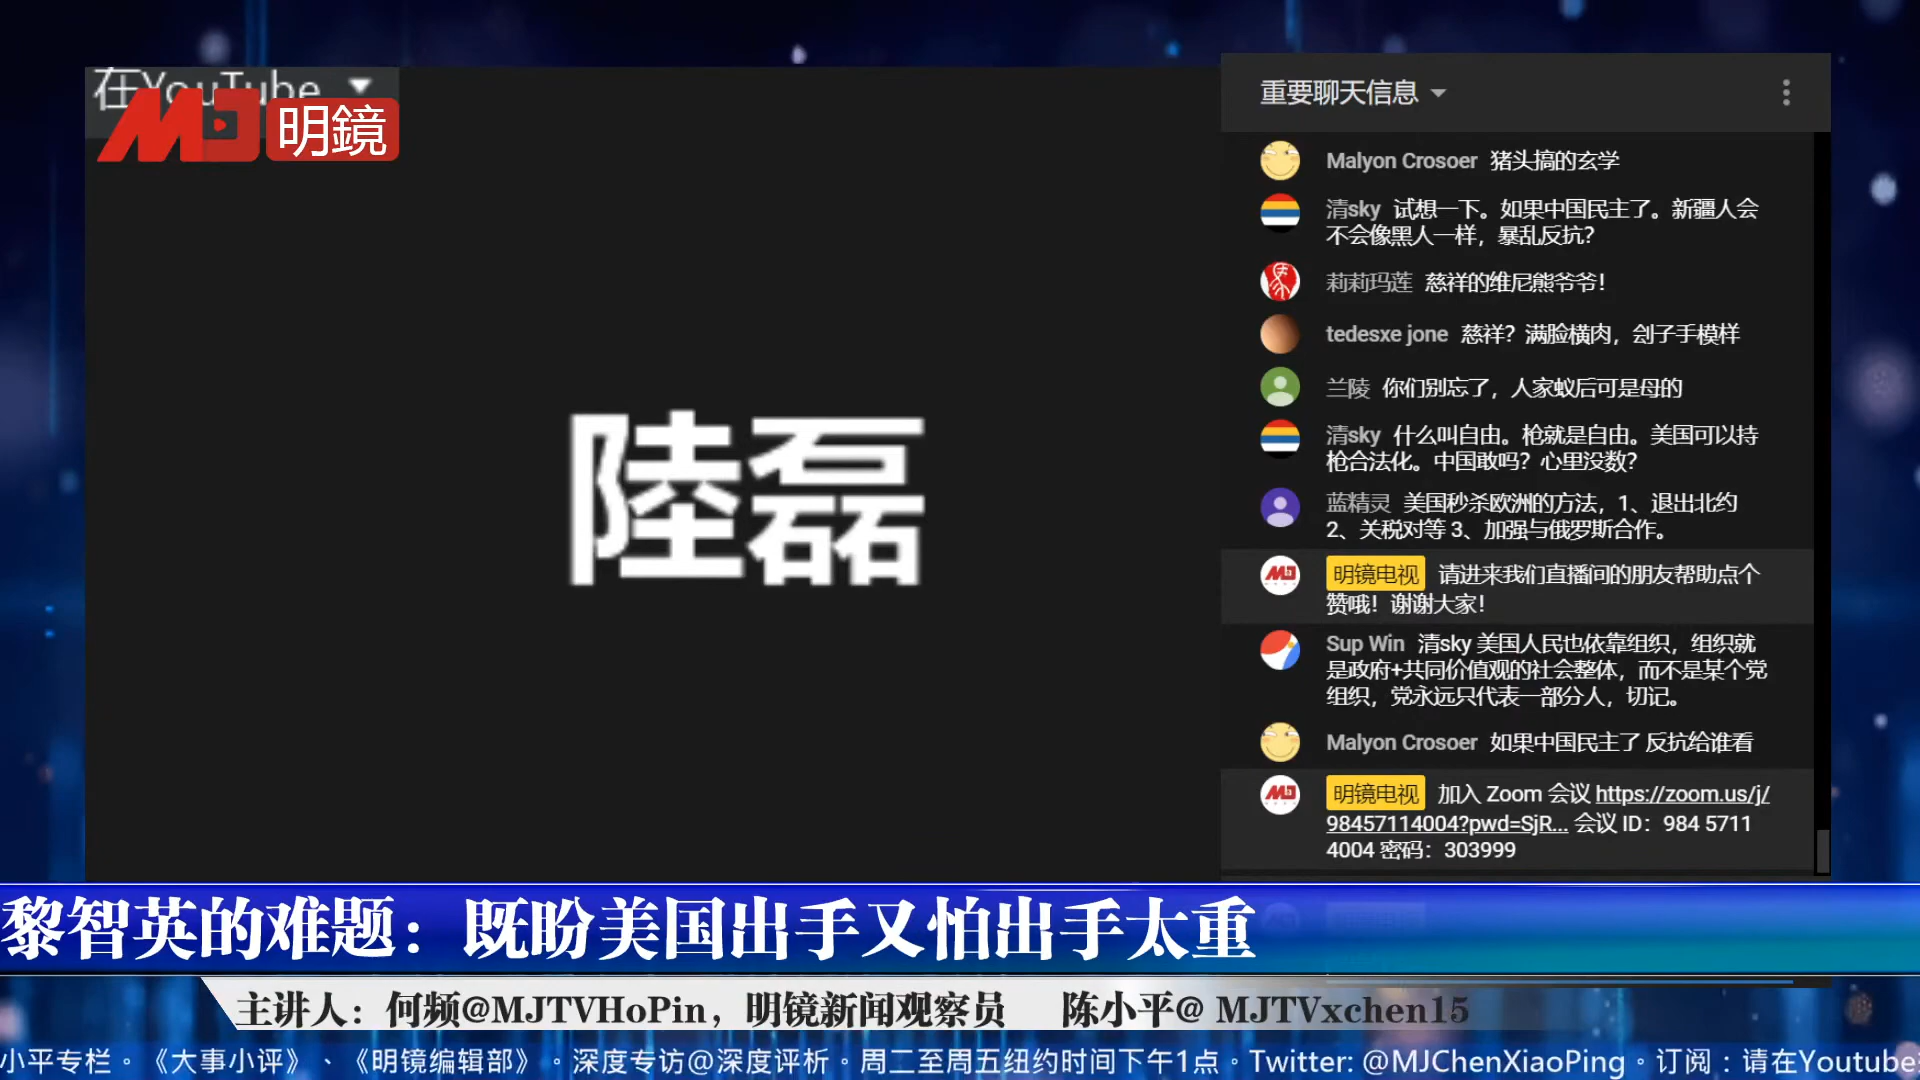 在YouTube
明鏡
陸磊
重要聊天信息
Malyon Crosoer 猪头搞的玄学
清sky 试想一下。如果中国民主了。新疆人会
不会像黑人一样，暴乱反抗？
莉莉玛莲 慈祥的维尼熊爷爷！
tedesxe jone 慈祥？满脸横肉，刽子手模样
兰陵 你们别忘了，人家蚁后可是母的
清sky 什么叫自由。枪就是自由。美国可以持
枪合法化。中国敢吗？心里没数？
蓝精灵 美国秒杀欧洲的方法，1、退出北约
2、关税对等 3、加强与俄罗斯合作。
明镜电视 请进来我们直播间的朋友帮助点个
赞哦！谢谢大家！
Sup Win 清sky 美国人民也依靠组织，组织就
是政府+共同价值观的社会整体，而不是某个党
组织，党永远只代表一部分人，切记。
Malyon Crosoer 如果中国民主了 反抗给谁看
明镜电视 加入 Zoom 会议 https://zoom.us/j/
98457114004?pwd=SjR... 会议 ID：984 5711
4004 密码：303999
黎智英的难题：既盼美国出手又怕出手太重
主讲人：何频@MJTVHoPin，明镜新闻观察员 陈小平@ MJTVxchen15
小平专栏。《大事小评》、《明镜编辑部》。深度专访@深度评析。周二至周五纽约时间下午1点。Twitter: @MJChenXiaoPing。订阅：请在Youtube